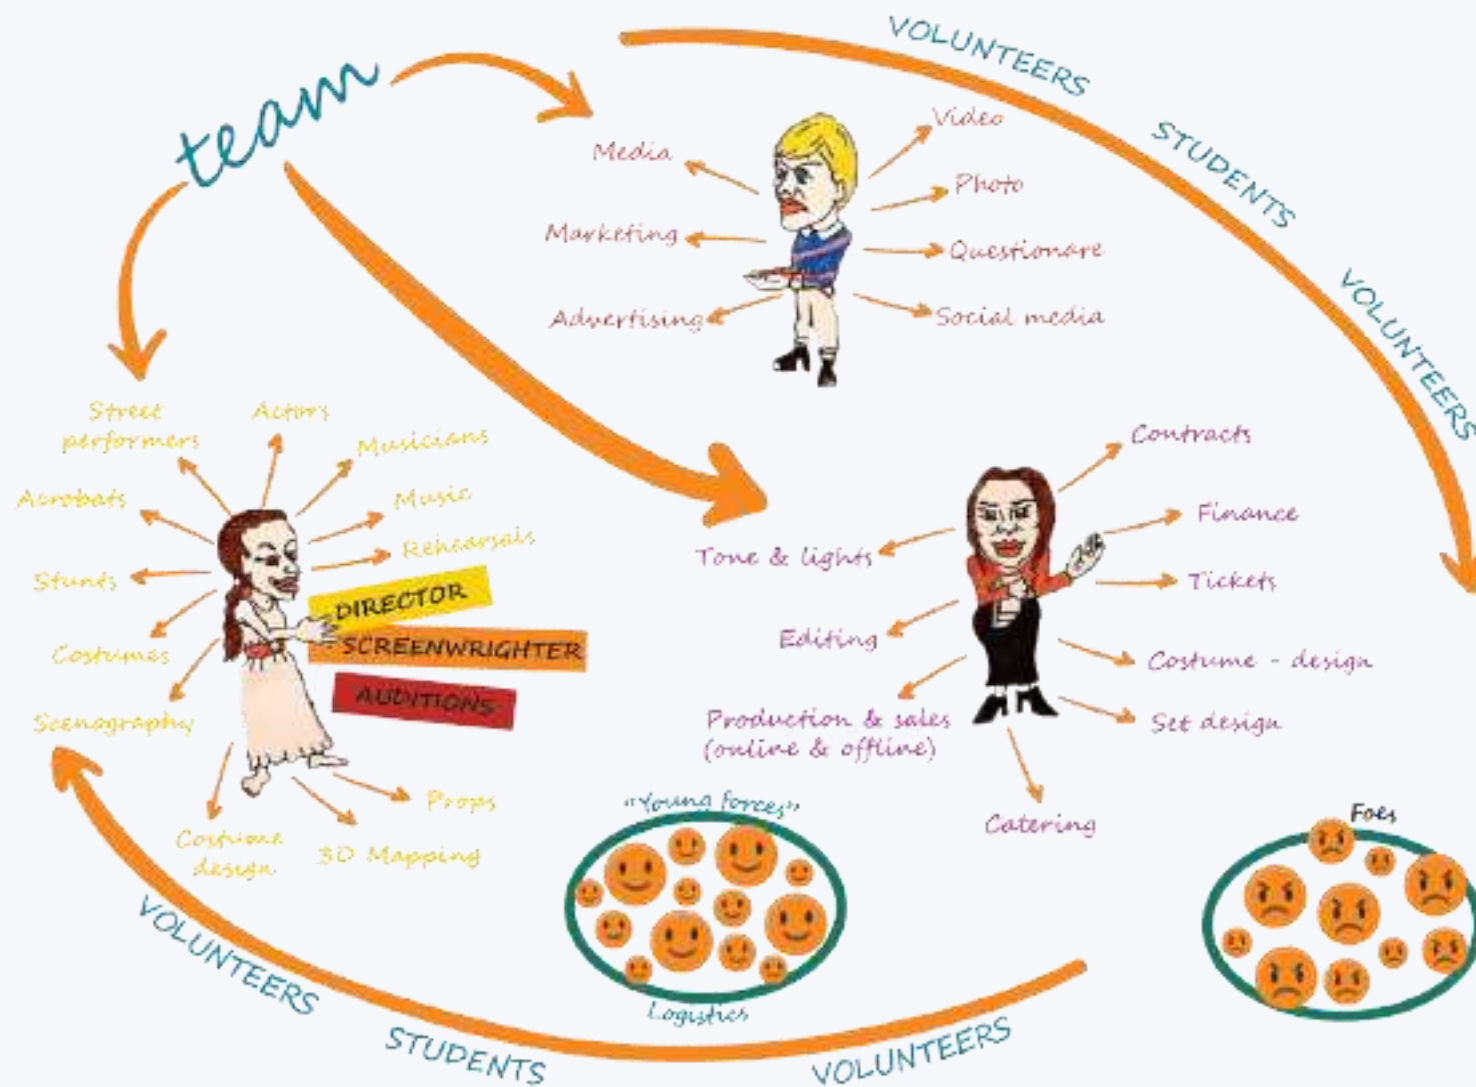 team
VOLUNTEERS
STUDENTS
VOLUNTEERS
Media
Marketing
Advertising
Video
Photo
Questionare
Social media
Street
performers
Actors
Musicians
Acrobats
Music
Rehearsals
Stunts
Costumes
Scenography
DIRECTOR
SCREENWRIGHTER
AUDITIONS
Props
Costume
design
3D Mapping
Contracts
Finance
Tickets
Costume - design
Set design
Tone & lights
Editing
Production & sales
(online & offline)
Catering
"Young forces"
Logistics
Foes
VOLUNTEERS
STUDENTS
VOLUNTEERS